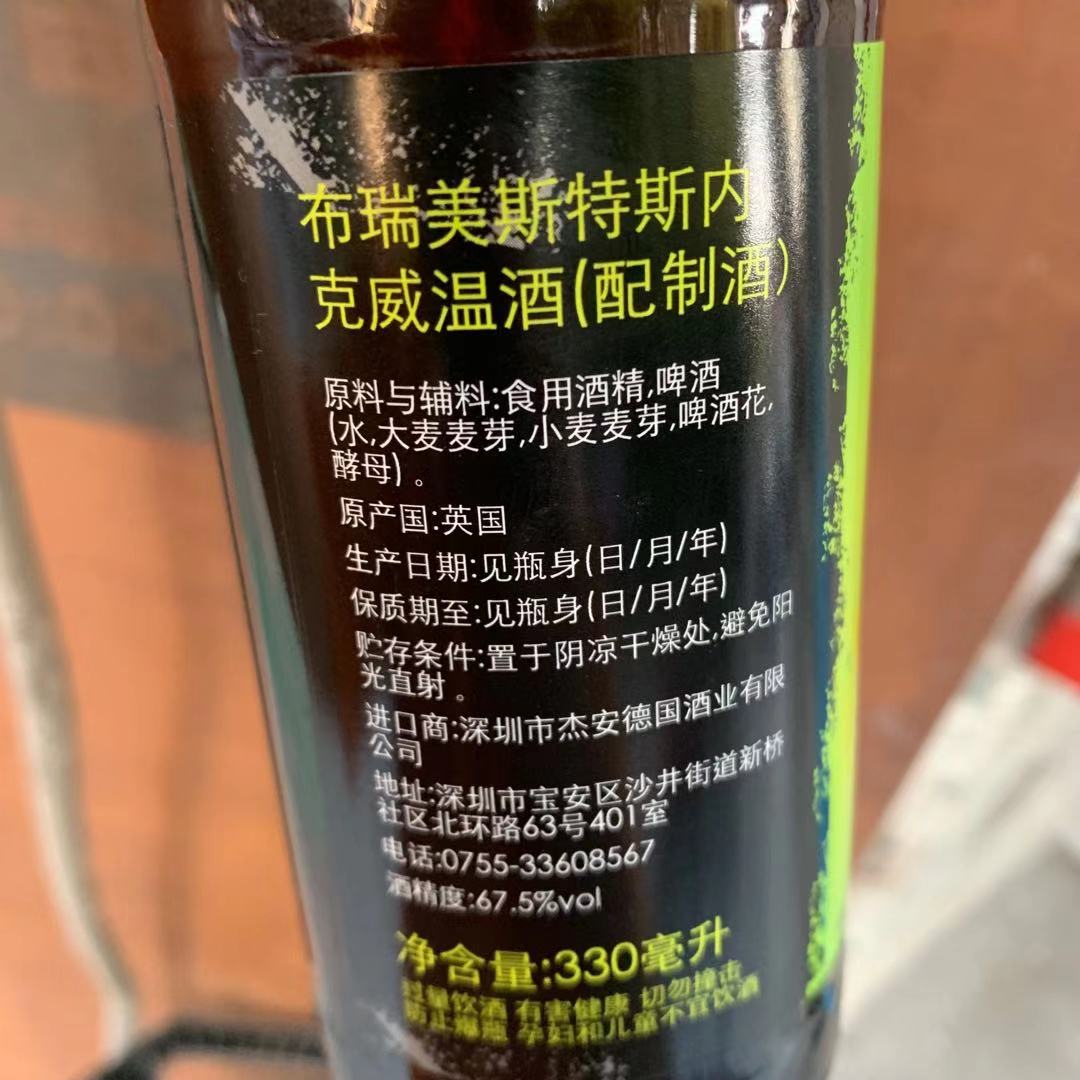 布瑞美斯特斯内
克威温酒(配制酒)
原料与辅料:食用酒精,啤酒
(水,大麦麦芽,小麦麦芽,啤酒花,
酵母)。
原产国:英国
生产日期:见瓶身(日/月/年)
保质期至:见瓶身(日/月/年)
贮存条件:置于阴凉干燥处,避免阳
光直射。
进口商:深圳市杰安德国酒业有限
公司
地址:深圳市宝安区沙井街道新桥
社区北环路63号401室
电话:0755-33608567
酒精度:67.5%vol
净含量:330毫升
过量饮酒 有害健康 切勿撞击
防止爆瓶 孕妇和儿童不宜饮酒